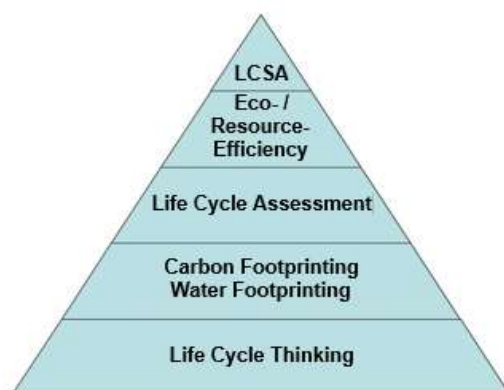 LCSA
Eco- /
Resource-
Efficiency
Life Cycle Assessment
Carbon Footprinting
Water Footprinting
Life Cycle Thinking